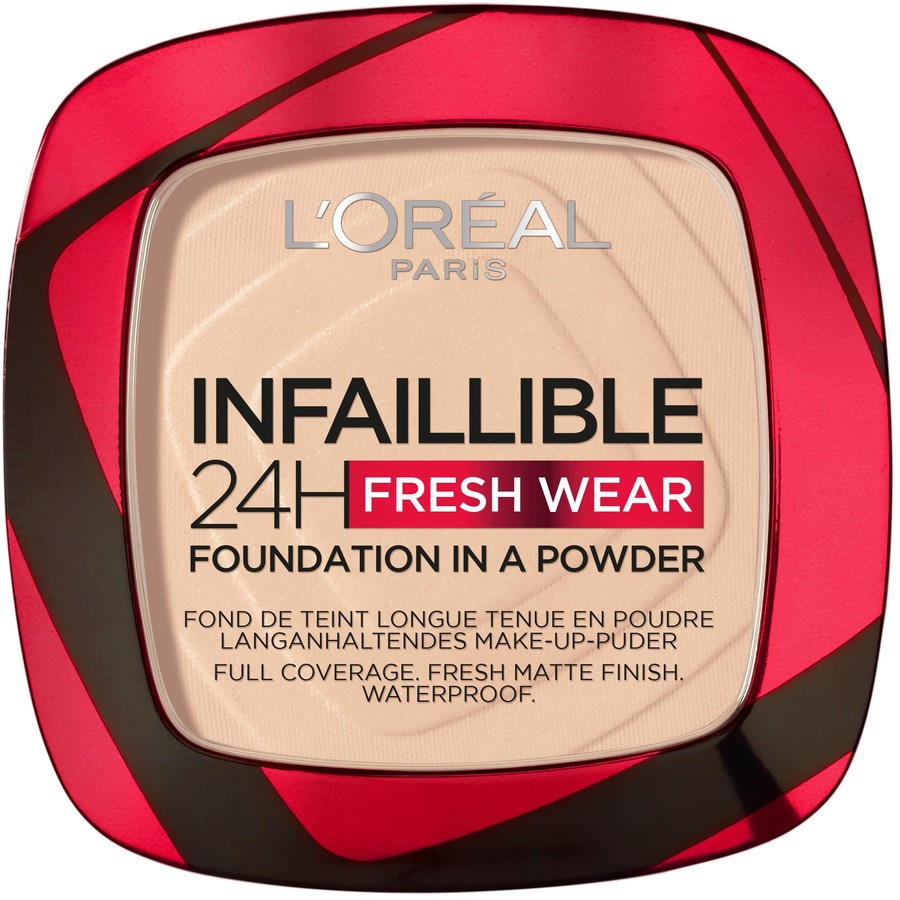 L'ORÉAL
PARiS
INFAILLIBLE
24H FRESH WEAR
FOUNDATION IN A POWDER
FOND DE TEINT LONGUE TENUE EN POUDRE
LANGANHALTENDES MAKE-UP-PUDER
FULL COVERAGE. FRESH MATTE FINISH.
WATERPROOF.